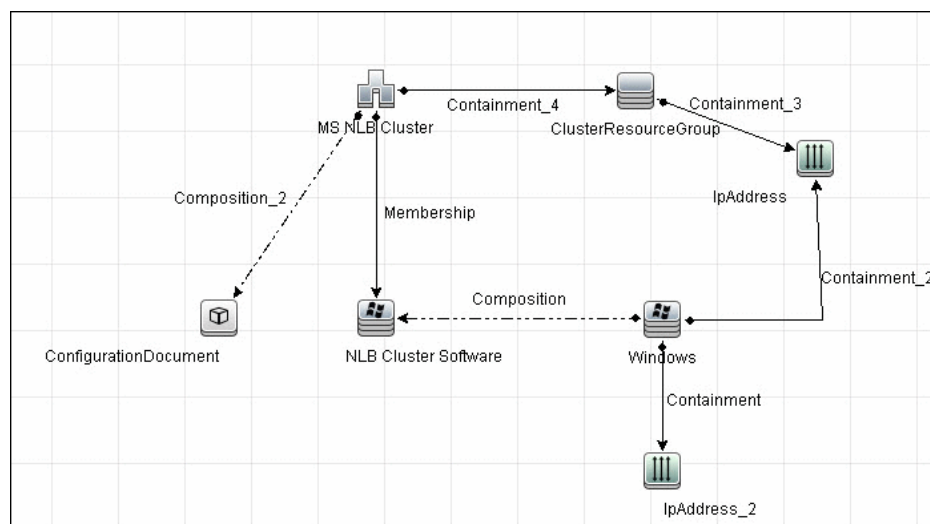 Containment_4
Containment_3
MS NLB Cluster
ClusterResourceGroup
Composition_2
IpAddress
Membership
Containment_2
Composition
ConfigurationDocument
NLB Cluster Software
Windows
Containment
IpAddress_2